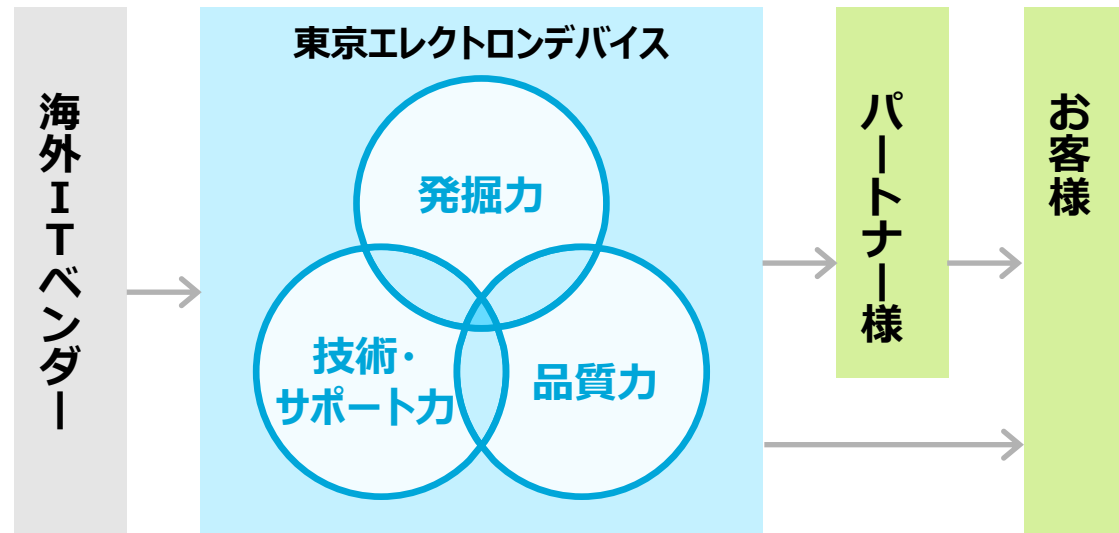 東京エレクトロンデバイス
海外ITベンダー
発掘力
技術・
サポート力
品質力
パートナー様
お客様